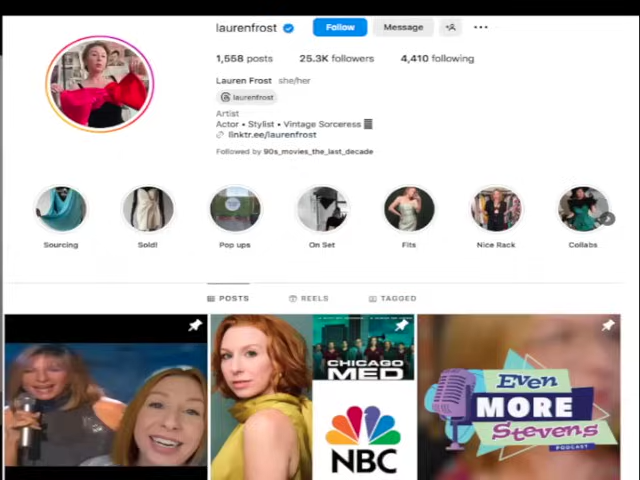 laurenfrost
Follow
Message
1,558 posts
25.3K followers
4,410 following
Lauren Frost she/her
laurenfrost
Artist
Actor • Stylist • Vintage Sorceress
linktr.ee/laurenfrost
Followed by 90s_movies_the_last_decade
Sourcing
Sold!
Pop ups
On Set
Fits
Nice Rack
Collabs
POSTS
REELS
TAGGED
CHICAGO
MED
NBC
Even
MORE
Stevens
PODCAST